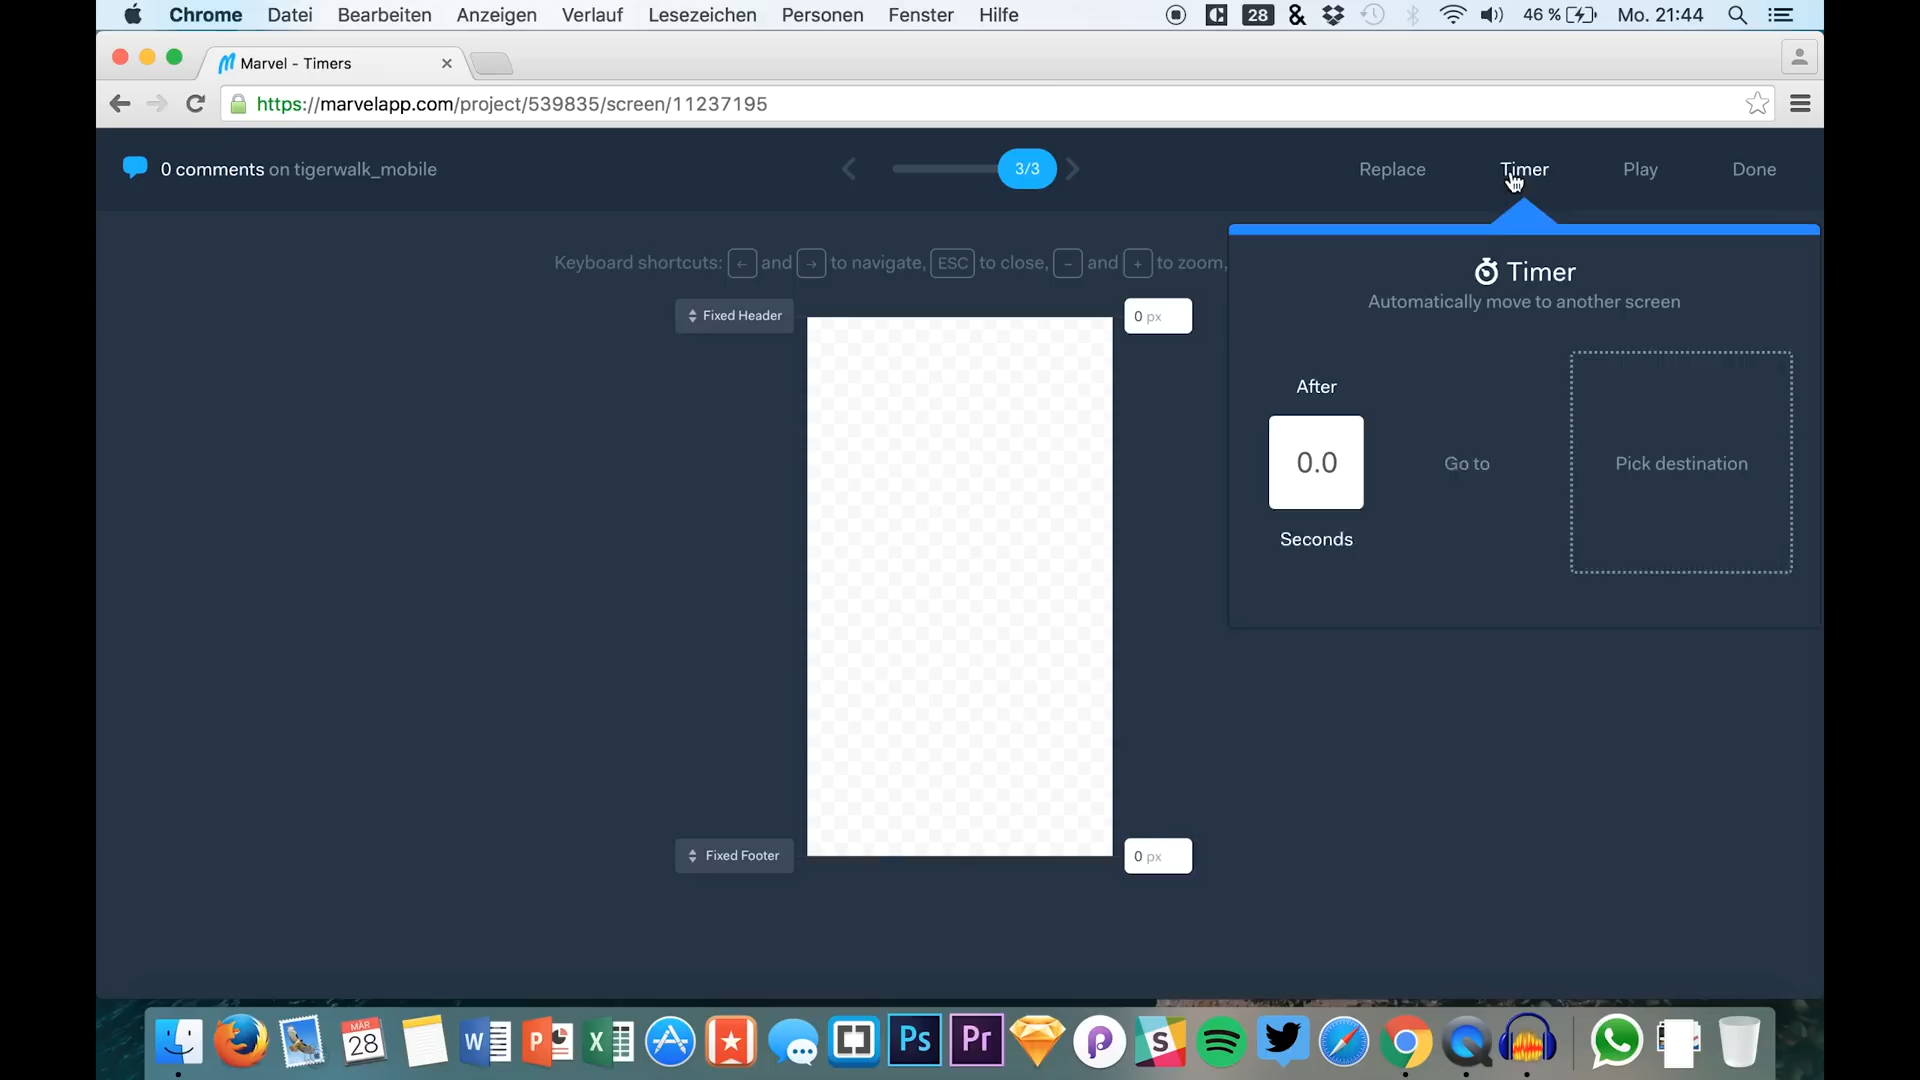 Chrome Datei Bearbeiten Anzeigen Verlauf Lesezeichen Personen Fenster Hilfe 28 46 % Mo. 21:44
Marvel - Timers
https://marvelapp.com/project/539835/screen/11237195
0 comments on tigerwalk_mobile
3/3
Replace Timer Play Done
Keyboard shortcuts: ← and → to navigate, ESC to close, - and + to zoom,
Timer
Automatically move to another screen
Fixed Header 0 px
After
0.0 Go to Pick destination
Seconds
Fixed Footer 0 px
MÄR
28
W P X Ps Pr